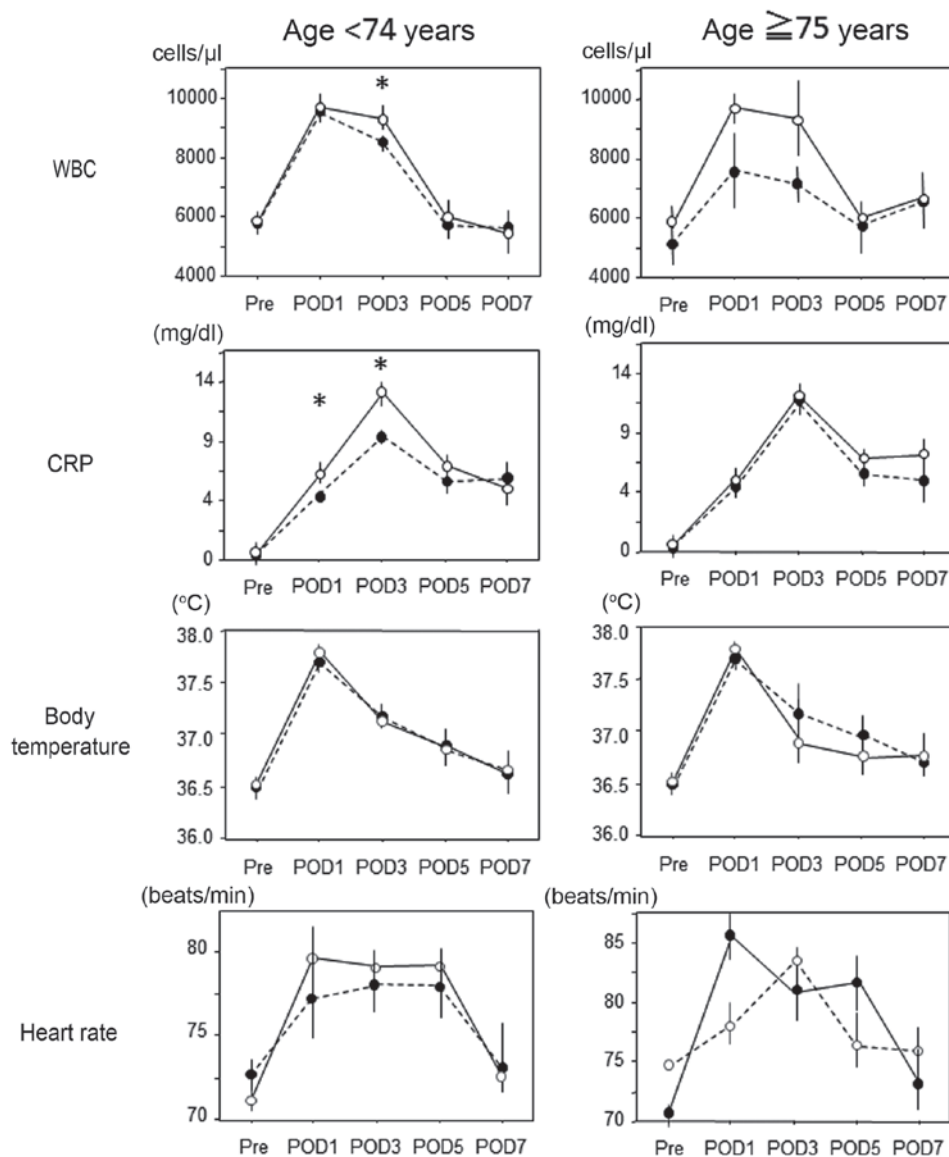 Age <74 years
Age ≧75 years
cells/µl
cells/µl
WBC
10000
8000
6000
4000
*
Pre POD1 POD3 POD5 POD7
10000
8000
6000
4000
Pre POD1 POD3 POD5 POD7
(mg/dl)
(mg/dl)
CRP
14
9
4
0
*
*
Pre POD1 POD3 POD5 POD7
14
9
4
0
Pre POD1 POD3 POD5 POD7
(°C)
(°C)
Body
temperature
38.0
37.5
37.0
36.5
36.0
Pre POD1 POD3 POD5 POD7
38.0
37.5
37.0
36.5
36.0
Pre POD1 POD3 POD5 POD7
(beats/min)
(beats/min)
Heart rate
80
75
70
Pre POD1 POD3 POD5 POD7
85
80
75
70
Pre POD1 POD3 POD5 POD7